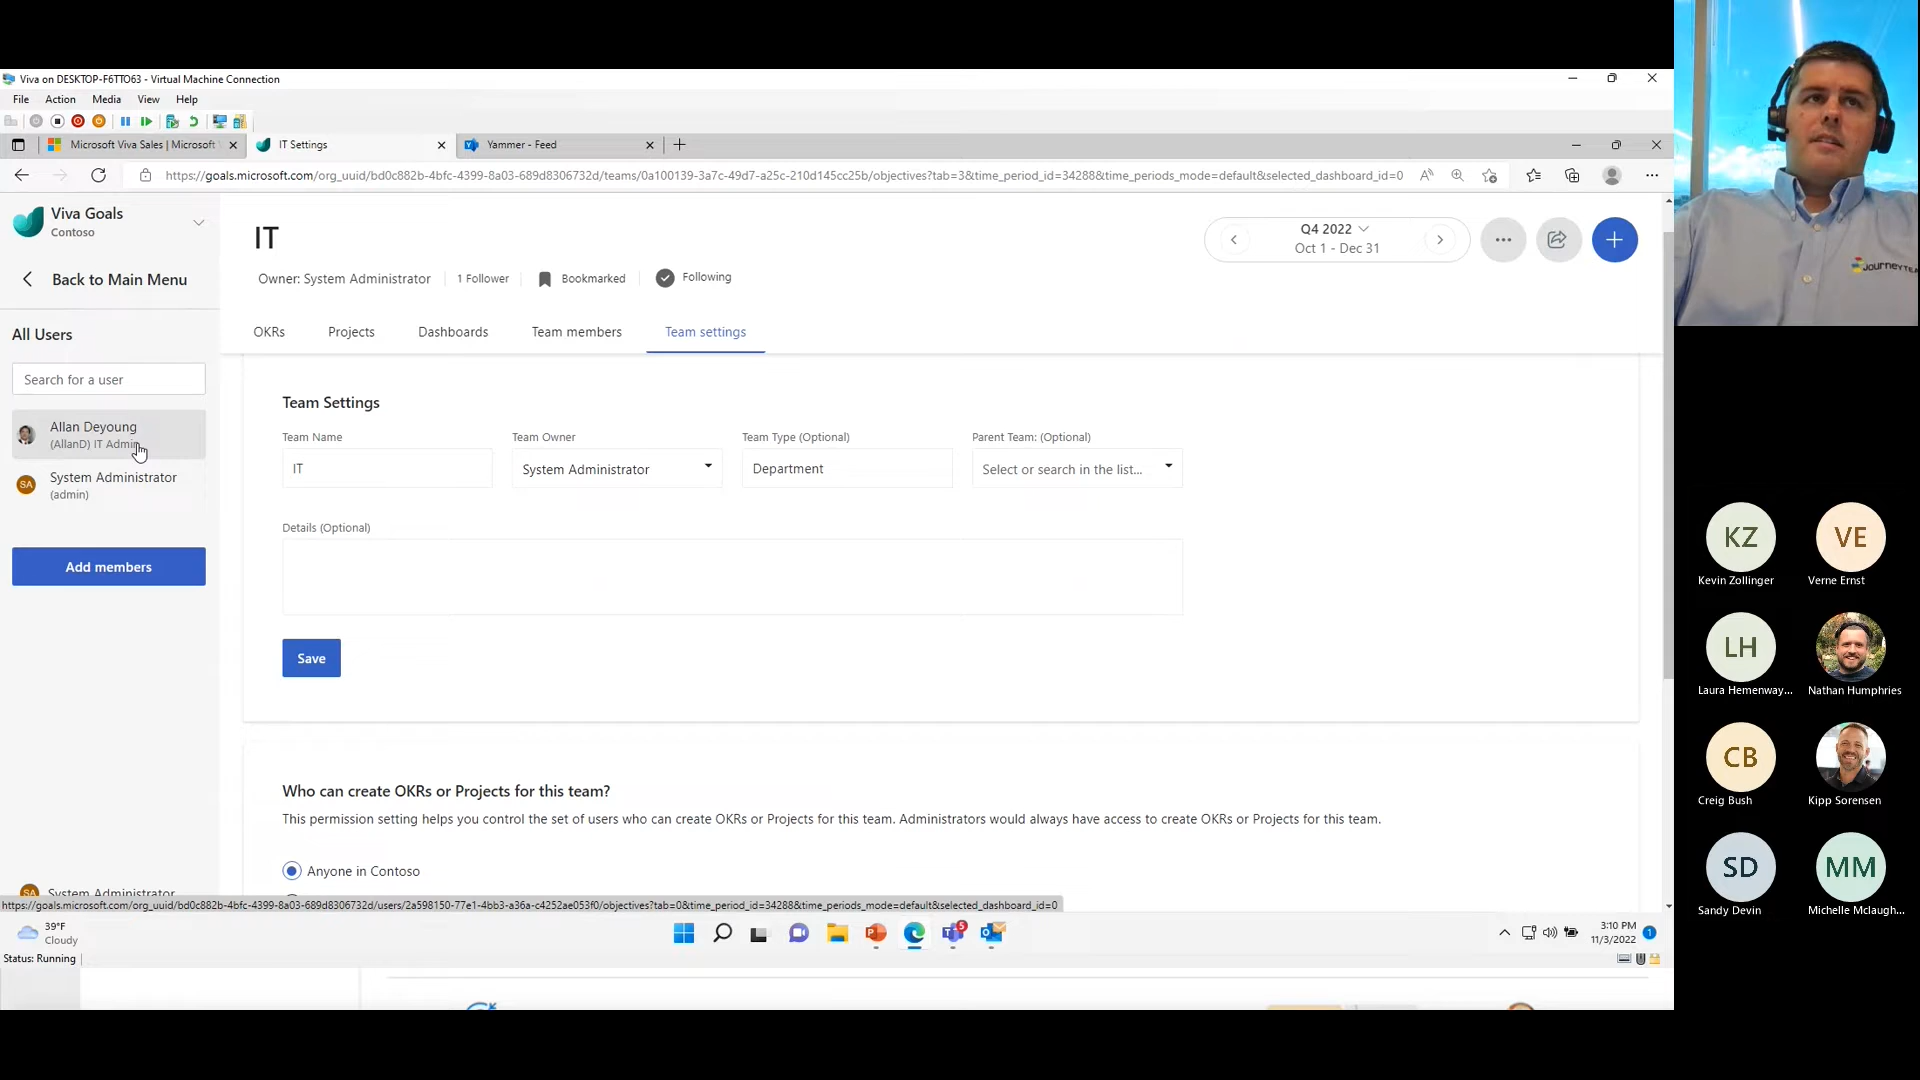 Viva on DESKTOP-F6TTO63 - Virtual Machine Connection
File Action Media View Help
Microsoft Viva Sales | Microsoft
IT Settings
Yammer - Feed
https://goals.microsoft.com/org_uuid/bd0c882b-4bfc-4399-8a03-689d8306732d/teams/0a100139-3a7c-49d7-a25c-210d145cc25b/objectives?tab=3&time_period_id=34288&time_periods_mode=default&selected_dashboard_id=0
Viva Goals
Contoso
Back to Main Menu
All Users
Search for a user
Allan Deyoung
(AllanD) IT Admin
SA
System Administrator
(admin)
Add members
SA
System Administrator
IT
Owner: System Administrator
1 Follower
Bookmarked
Following
Q4 2022
Oct 1 - Dec 31
OKRs
Projects
Dashboards
Team members
Team settings
Team Settings
Team Name
Team Owner
Team Type (Optional)
Parent Team: (Optional)
IT
System Administrator
Department
Select or search in the list...
Details (Optional)
Save
Who can create OKRs or Projects for this team?
This permission setting helps you control the set of users who can create OKRs or Projects for this team. Administrators would always have access to create OKRs or Projects for this team.
Anyone in Contoso
https://goals.microsoft.com/org_uuid/bd0c882b-4bfc-4399-8a03-689d8306732d/users/2a598150-77e1-4bb3-a36a-c4252ae053f0/objectives?tab=0&time_period_id=34288&time_periods_mode=default&selected_dashboard_id=0
39°F
Cloudy
5
3:10 PM
11/3/2022
1
Status: Running
KZ
Kevin Zollinger
VE
Verne Ernst
LH
Laura Hemenway...
Nathan Humphries
CB
Creig Bush
Kipp Sorensen
SD
Sandy Devin
MM
Michelle Mclaugh...